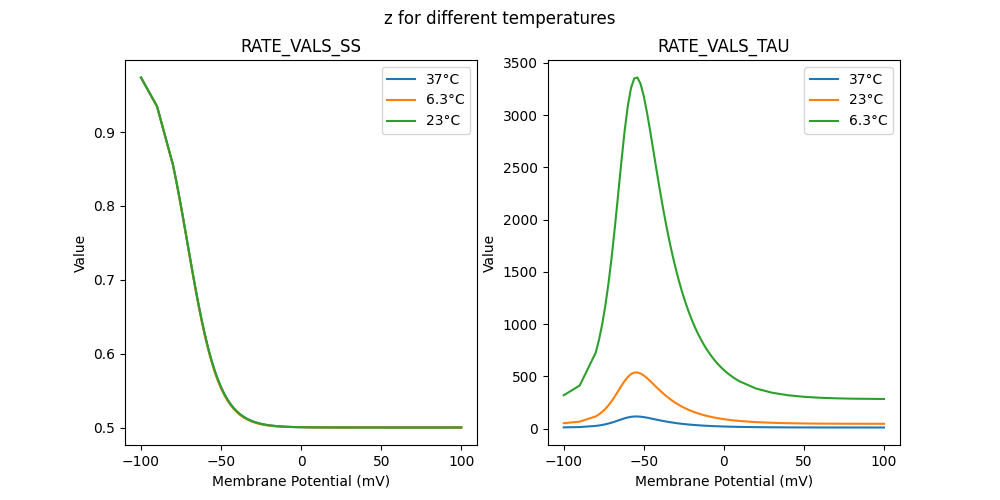 z for different temperatures
RATE_VALS_SS
Value
0.9
0.8
0.7
0.6
0.5
−100
−50
0
50
100
Membrane Potential (mV)
37°C
6.3°C
23°C
RATE_VALS_TAU
Value
3500
3000
2500
2000
1500
1000
500
0
−100
−50
0
50
100
Membrane Potential (mV)
37°C
23°C
6.3°C